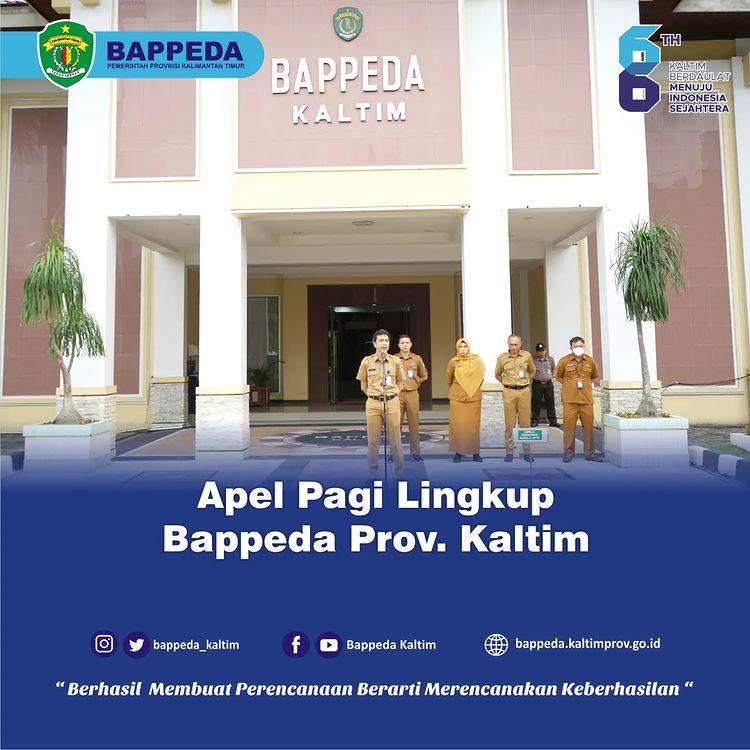 BAPPEDA
PEMERINTAH PROVINSI KALIMANTAN TIMUR
66TH
KALTIM
BERDAULAT
MENUJU
INDONESIA
SEJAHTERA
BAPPEDA
KALTIM
Apel Pagi Lingkup
Bappeda Prov. Kaltim
bappeda_kaltim
Bappeda Kaltim
bappeda.kaltimprov.go.id
“ Berhasil Membuat Perencanaan Berarti Merencanakan Keberhasilan “